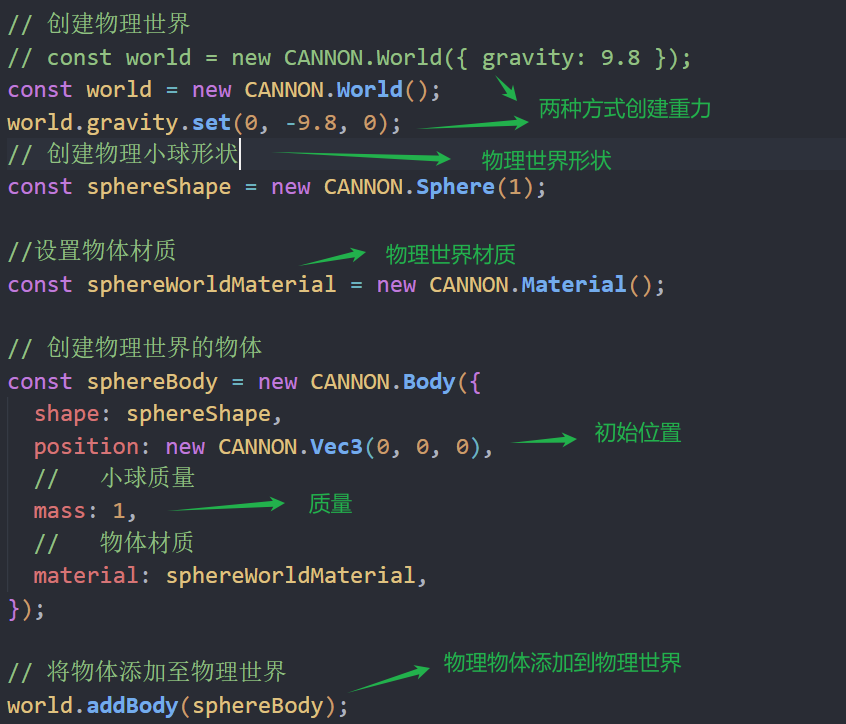 // 创建物理世界
// const world = new CANNON.World({ gravity: 9.8 });
const world = new CANNON.World();
两种方式创建重力
world.gravity.set(0, -9.8, 0);
// 创建物理小球形状
物理世界形状
const sphereShape = new CANNON.Sphere(1);
//设置物体材质
物理世界材质
const sphereWorldMaterial = new CANNON.Material();
// 创建物理世界的物体
const sphereBody = new CANNON.Body({
shape: sphereShape,
position: new CANNON.Vec3(0, 0, 0),
初始位置
// 小球质量
mass: 1,
质量
// 物体材质
material: sphereWorldMaterial,
});
// 将物体添加至物理世界
物理物体添加到物理世界
world.addBody(sphereBody);